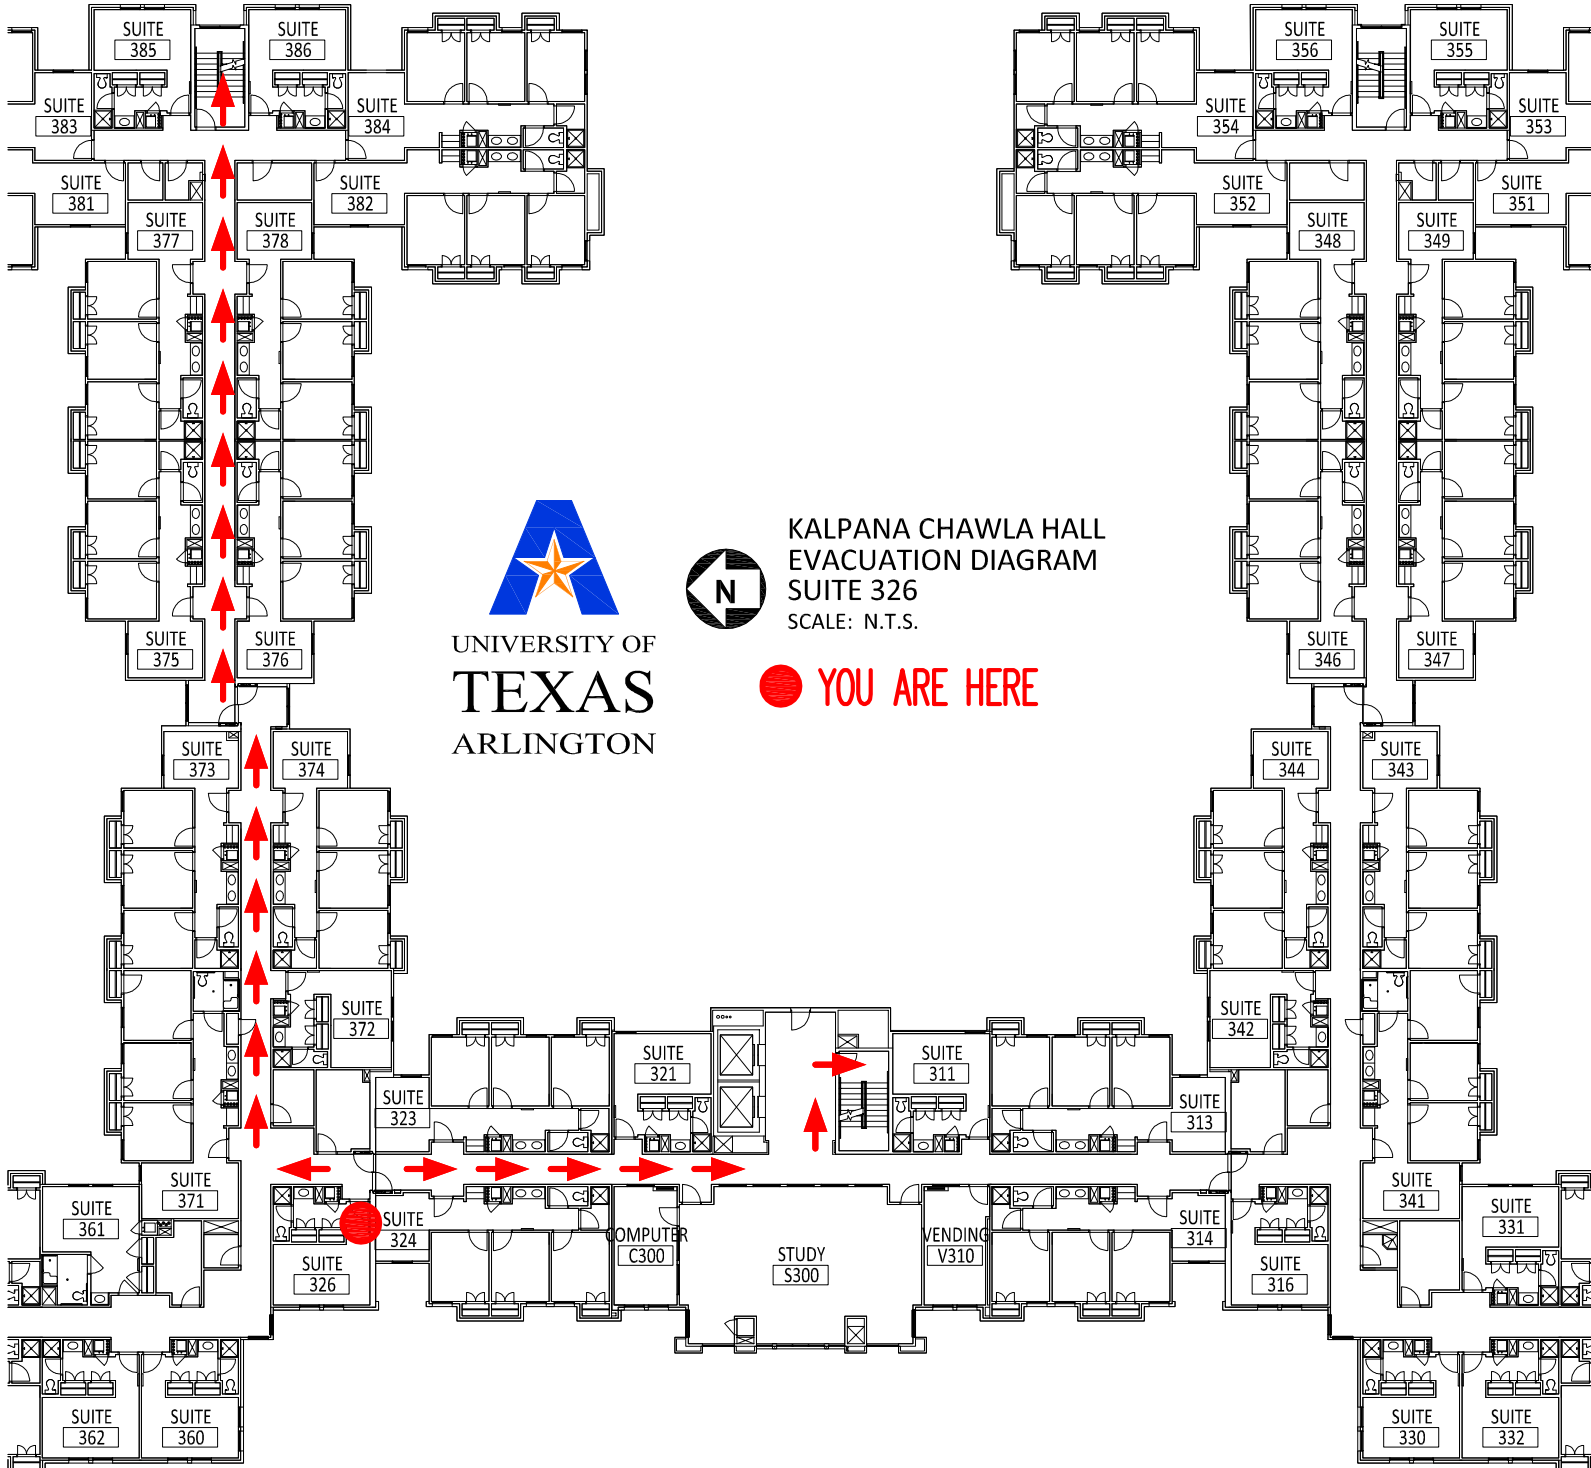 SUITE
385
SUITE
386
SUITE
383
SUITE
384
SUITE
381
SUITE
382
SUITE
377
SUITE
378
SUITE
356
SUITE
355
SUITE
354
SUITE
353
SUITE
352
SUITE
351
SUITE
348
SUITE
349
UNIVERSITY OF
TEXAS
ARLINGTON
N
KALPANA CHAWLA HALL
EVACUATION DIAGRAM
SUITE 326
SCALE: N.T.S.
YOU ARE HERE
SUITE
375
SUITE
376
SUITE
346
SUITE
347
SUITE
373
SUITE
374
SUITE
344
SUITE
343
SUITE
372
SUITE
342
SUITE
321
SUITE
311
SUITE
323
SUITE
313
SUITE
371
SUITE
341
SUITE
361
SUITE
324
COMPUTER
C300
STUDY
S300
VENDING
V310
SUITE
314
SUITE
331
SUITE
326
SUITE
316
SUITE
362
SUITE
360
SUITE
330
SUITE
332